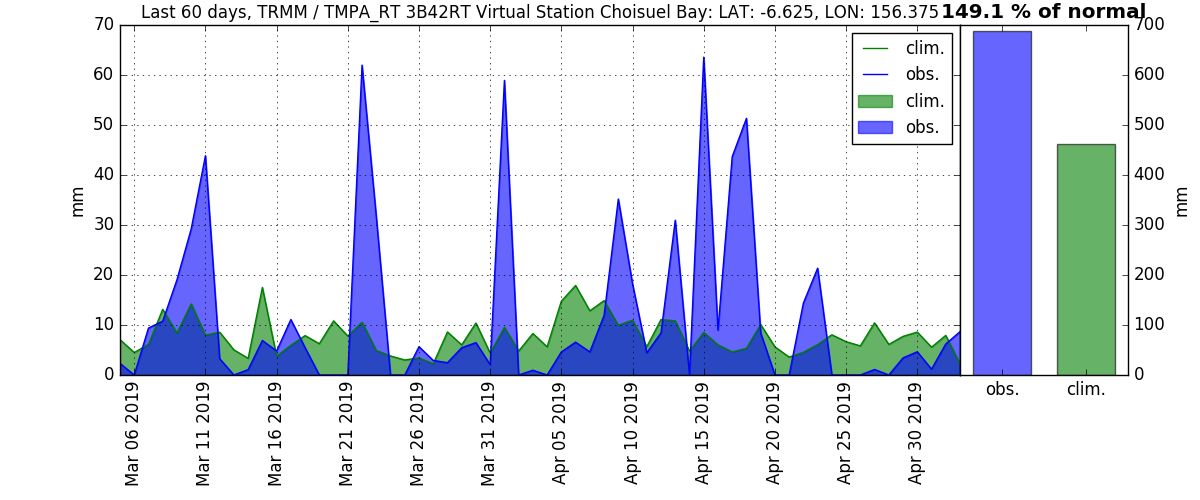 Last 60 days, TRMM / TMPA_RT 3B42RT Virtual Station Choisuel Bay: LAT: -6.625, LON: 156.375
149.1 % of normal
70
60
50
40
30
20
10
0
mm
clim.
obs.
clim.
obs.
Mar 06 2019
Mar 11 2019
Mar 16 2019
Mar 21 2019
Mar 26 2019
Mar 31 2019
Apr 05 2019
Apr 10 2019
Apr 15 2019
Apr 20 2019
Apr 25 2019
Apr 30 2019
700
600
500
400
300
200
100
0
mm
obs.
clim.